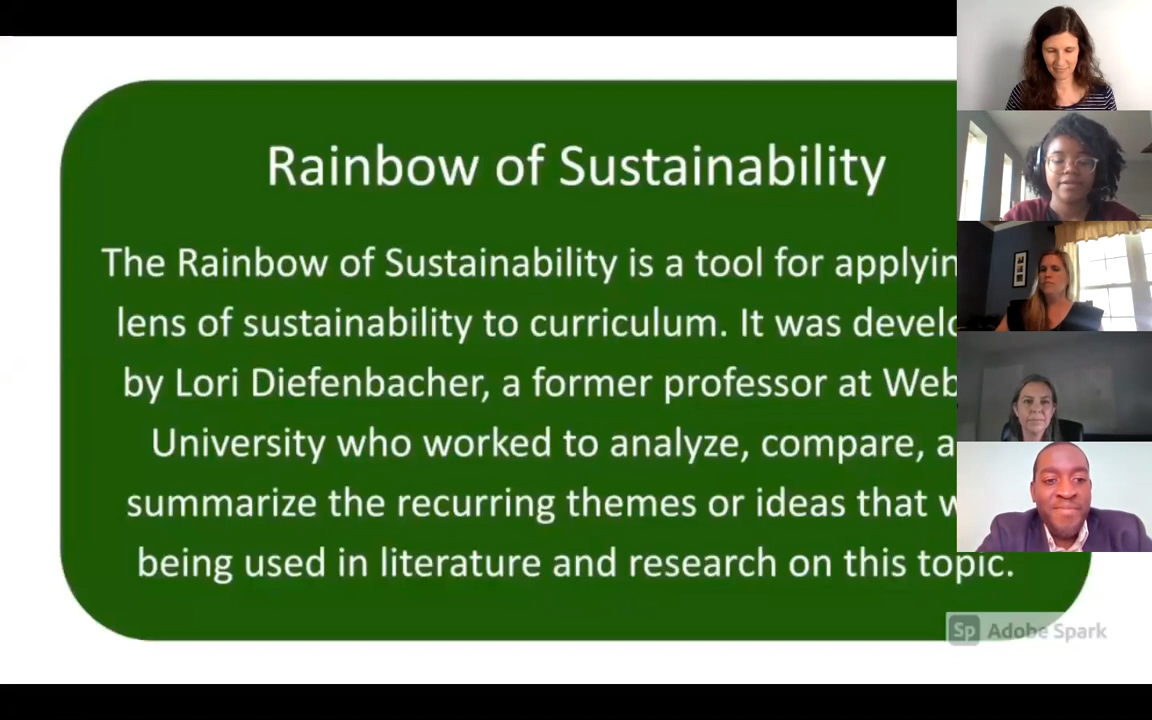 Rainbow of Sustainability
The Rainbow of Sustainability is a tool for applyin
lens of sustainability to curriculum. It was develo
by Lori Diefenbacher, a former professor at Web
University who worked to analyze, compare, a
summarize the recurring themes or ideas that w
being used in literature and research on this topic.
Sp Adobe Spark